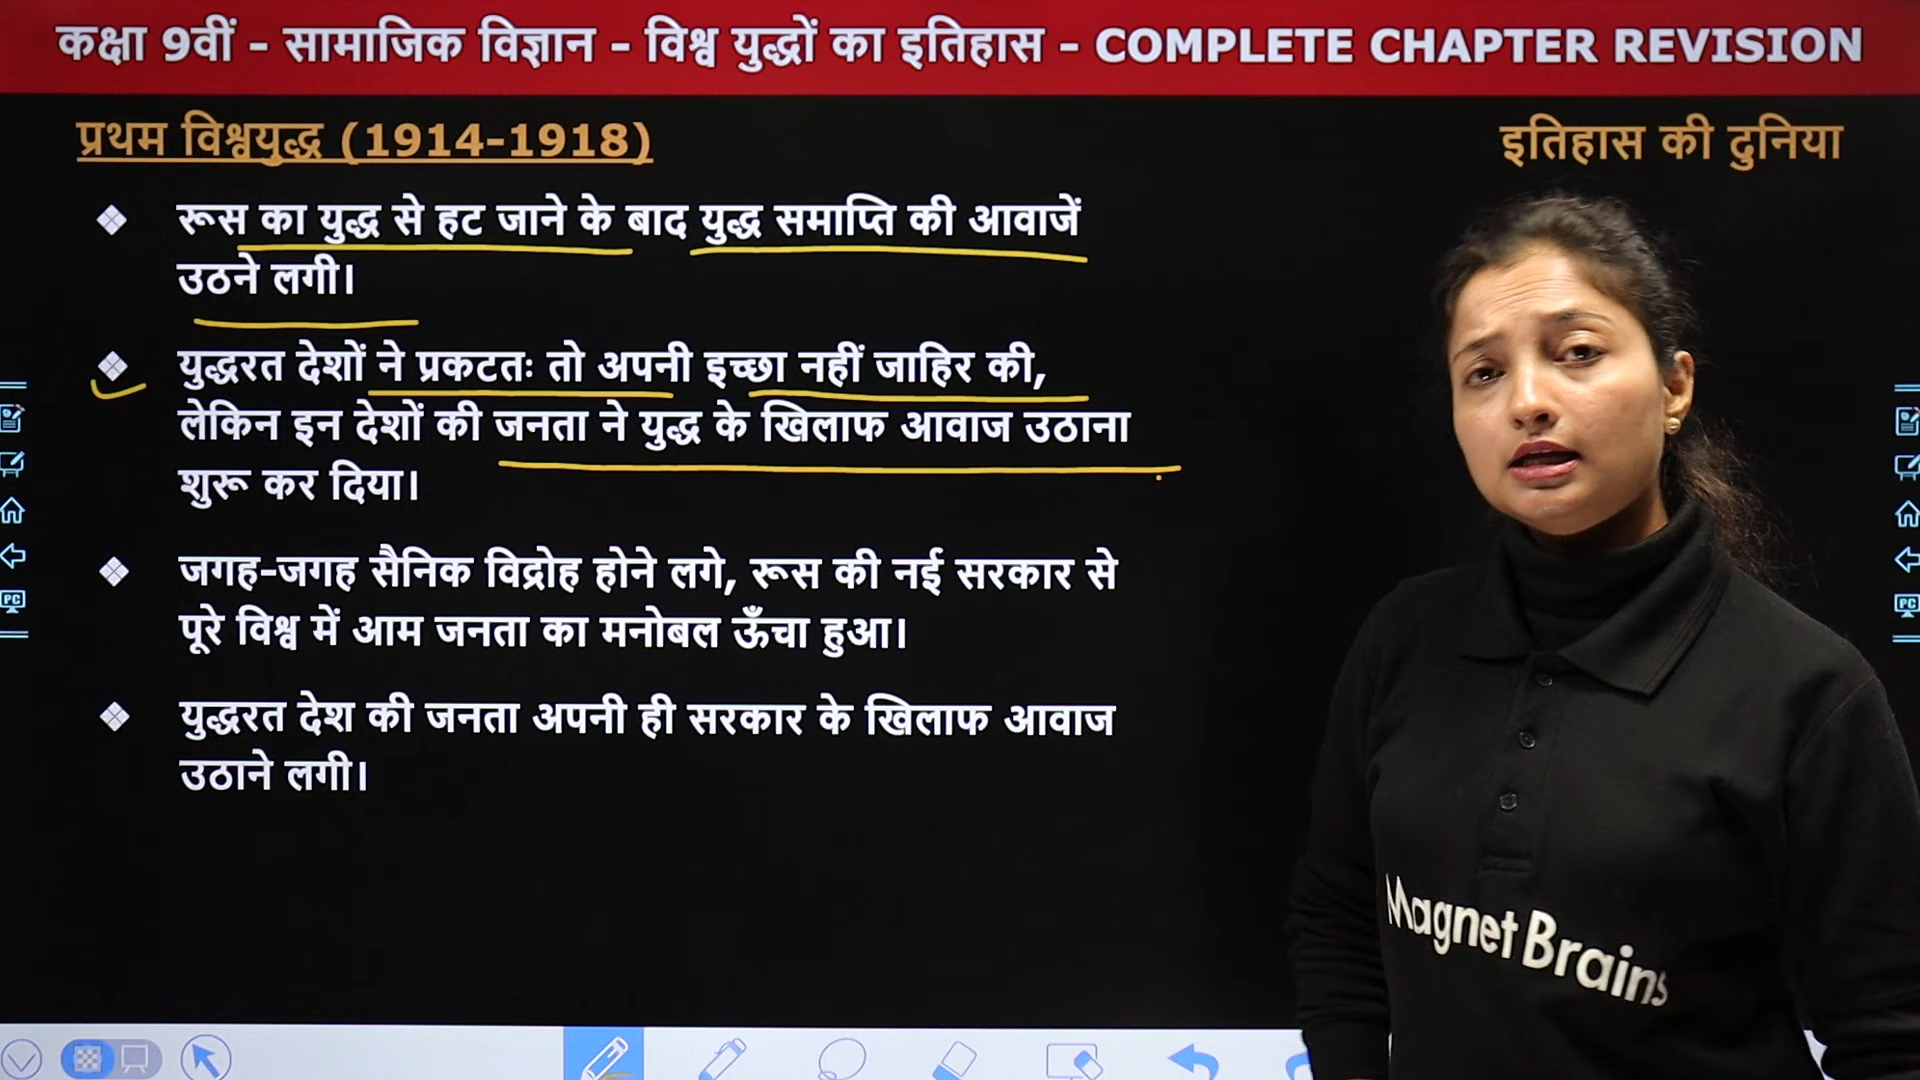 कक्षा 9वीं - सामाजिक विज्ञान - विश्व युद्धों का इतिहास - COMPLETE CHAPTER REVISION
प्रथम विश्वयुद्ध (1914-1918)
इतिहास की दुनिया
❖ रूस का युद्ध से हट जाने के बाद युद्ध समाप्ति की आवाजें
उठने लगी।
❖ युद्धरत देशों ने प्रकटतः तो अपनी इच्छा नहीं जाहिर की,
लेकिन इन देशों की जनता ने युद्ध के खिलाफ आवाज उठाना
शुरू कर दिया।
❖ जगह-जगह सैनिक विद्रोह होने लगे, रूस की नई सरकार से
पूरे विश्व में आम जनता का मनोबल ऊँचा हुआ।
❖ युद्धरत देश की जनता अपनी ही सरकार के खिलाफ आवाज
उठाने लगी।
PC
PC
Magnet Brains